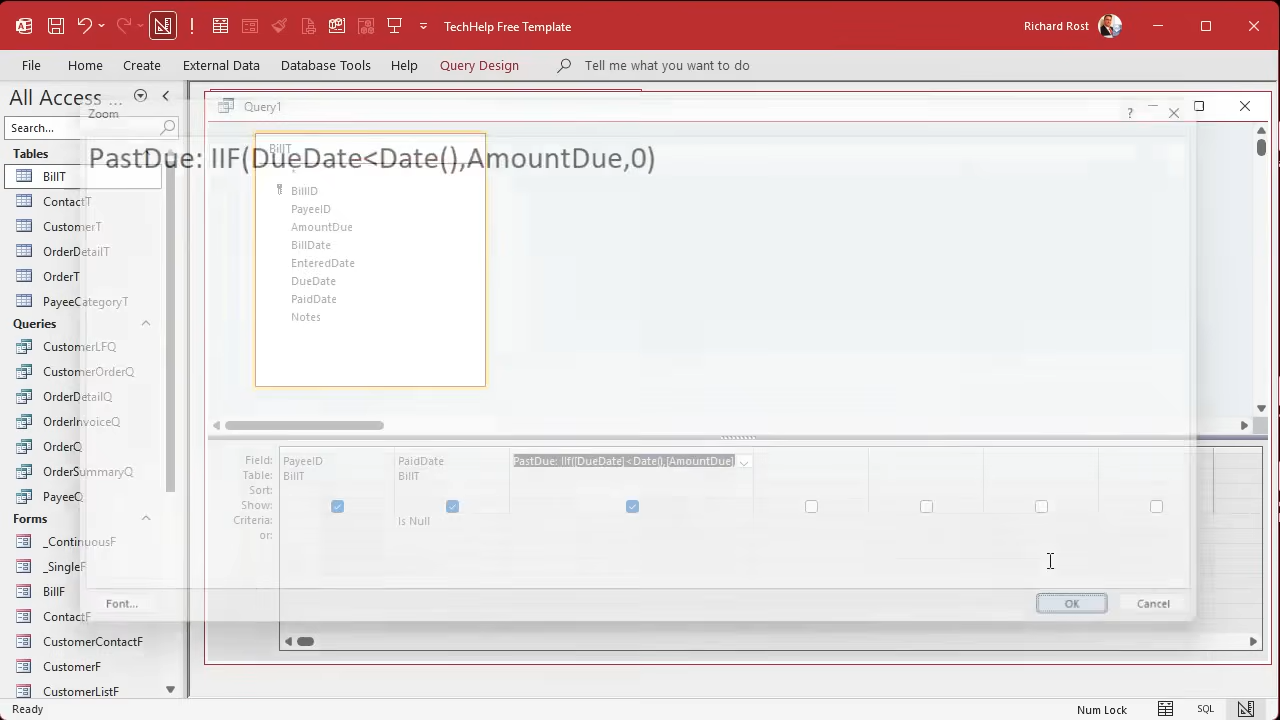 TechHelp Free Template
Richard Rost
File Home Create External Data Database Tools Help Query Design Tell me what you want to do
All Access ...
Search...
Tables
BillT
ContactT
CustomerT
OrderDetailT
OrderT
PayeeCategoryT
Queries
CustomerLFQ
CustomerOrderQ
OrderDetailQ
OrderInvoiceQ
OrderQ
OrderSummaryQ
PayeeQ
Forms
_ContinuousF
_SingleF
BillF
ContactF
CustomerContactF
CustomerF
CustomerListF
Query1
Zoom
?
PastDue: IIF(DueDate<Date(),AmountDue,0)
BillT
*
BillID
PayeeID
AmountDue
BillDate
EnteredDate
DueDate
PaidDate
Notes
Field: PayeeID PaidDate PastDue: IIf([DueDate]<Date(),[AmountDue]
Table: BillT BillT
Sort:
Show:
Criteria: Is Null
or:
Font... OK Cancel
Ready Num Lock SQL